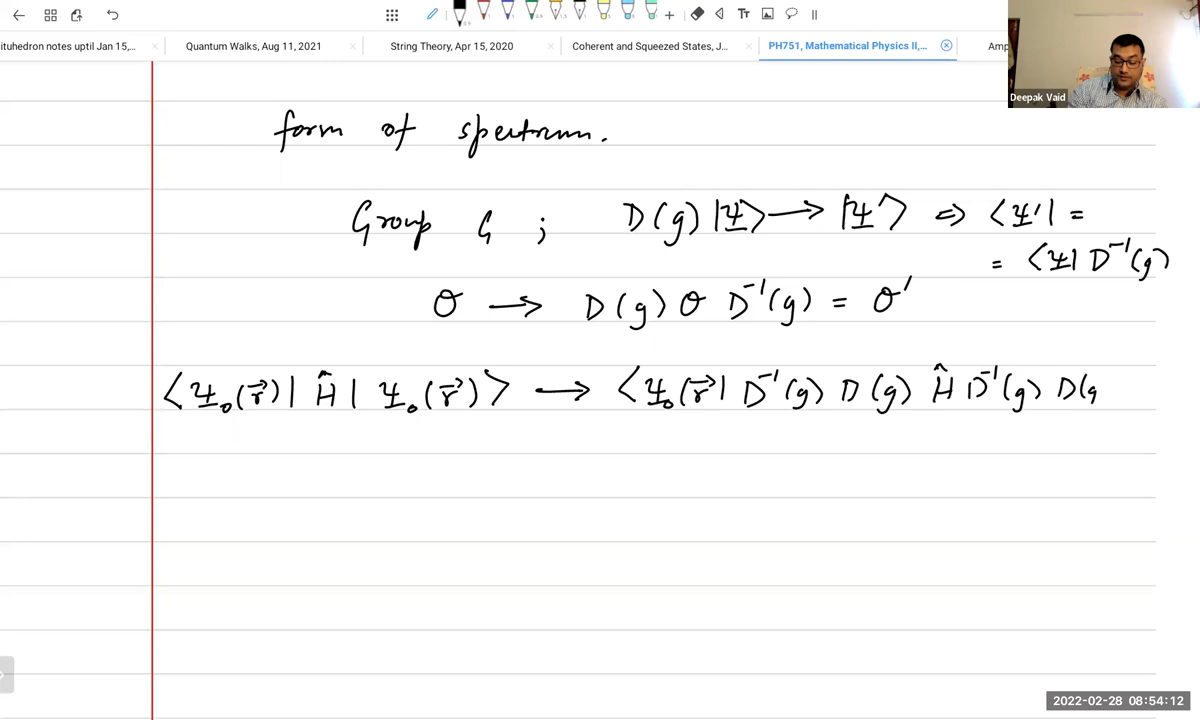 ituhedron notes uptil Jan 15,... Quantum Walks, Aug 11, 2021 String Theory, Apr 15, 2020 Coherent and Squeezed States, J... PH751, Mathematical Physics II,... Amp
Deepak Vaid
form of spectrum.
Group G ; D(g) |Ψ⟩ → |Ψ'⟩ ⇒ ⟨Ψ'| =
= ⟨Ψ| D⁻¹(g)
O → D(g) O D⁻¹(g) = O'
⟨Ψ₀(r⃗)| Ĥ | Ψ₀(r⃗)⟩ → ⟨Ψ₀(r⃗)| D⁻¹(g) D(g) Ĥ D⁻¹(g) D(g
2022-02-28 08:54:12